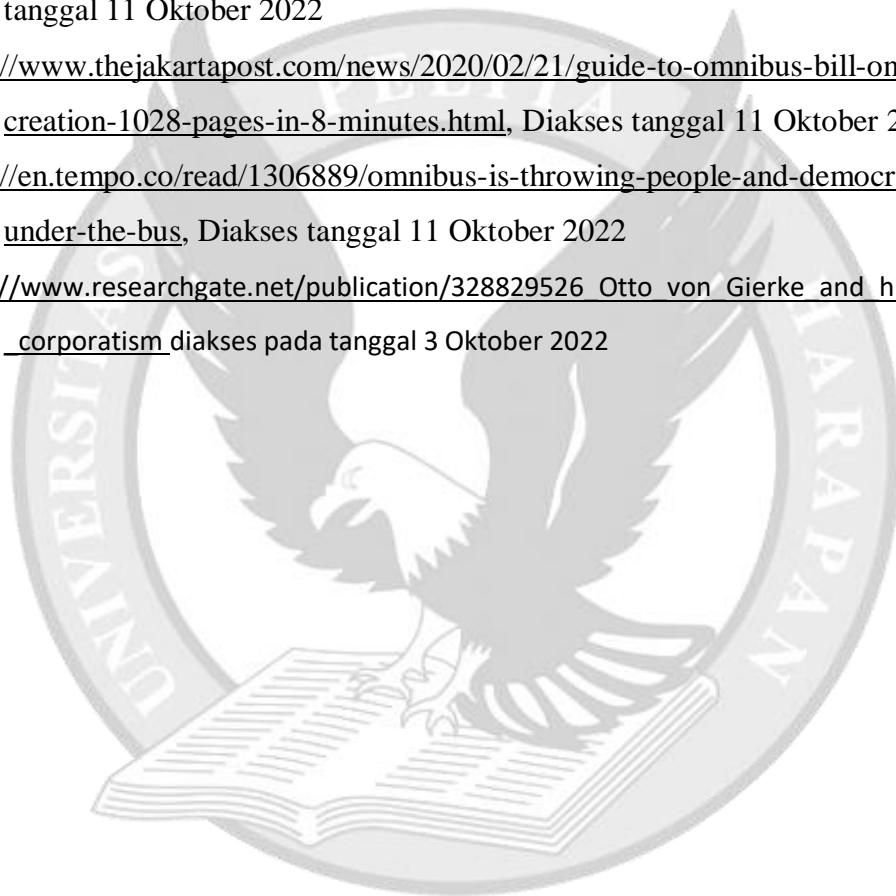 tanggal 11 Oktober 2022
//www.thejakartapost.com/news/2020/02/21/guide-to-omnibus-bill-on
creation-1028-pages-in-8-minutes.html, Diakses tanggal 11 Oktober 2
//en.tempo.co/read/1306889/omnibus-is-throwing-people-and-democr
under-the-bus, Diakses tanggal 11 Oktober 2022
//www.researchgate.net/publication/328829526_Otto_von_Gierke_and_h
_corporatism diakses pada tanggal 3 Oktober 2022
UNIVERSITAS PELITA HARAPAN